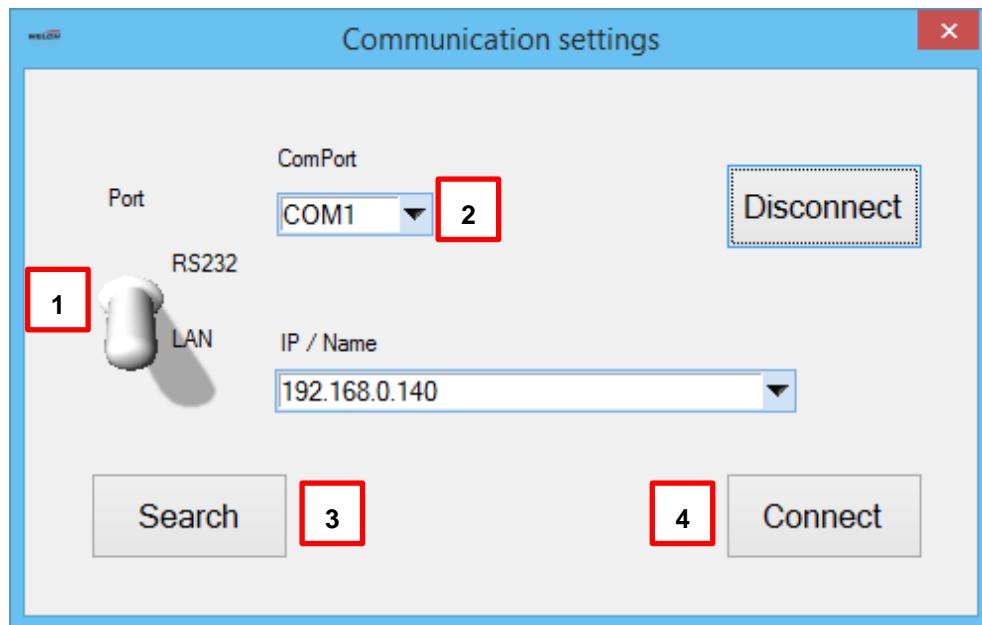 WELCH
Communication settings
ComPort
Port
COM1
2
Disconnect
RS232
1
LAN
IP / Name
192.168.0.140
Search
3
4
Connect